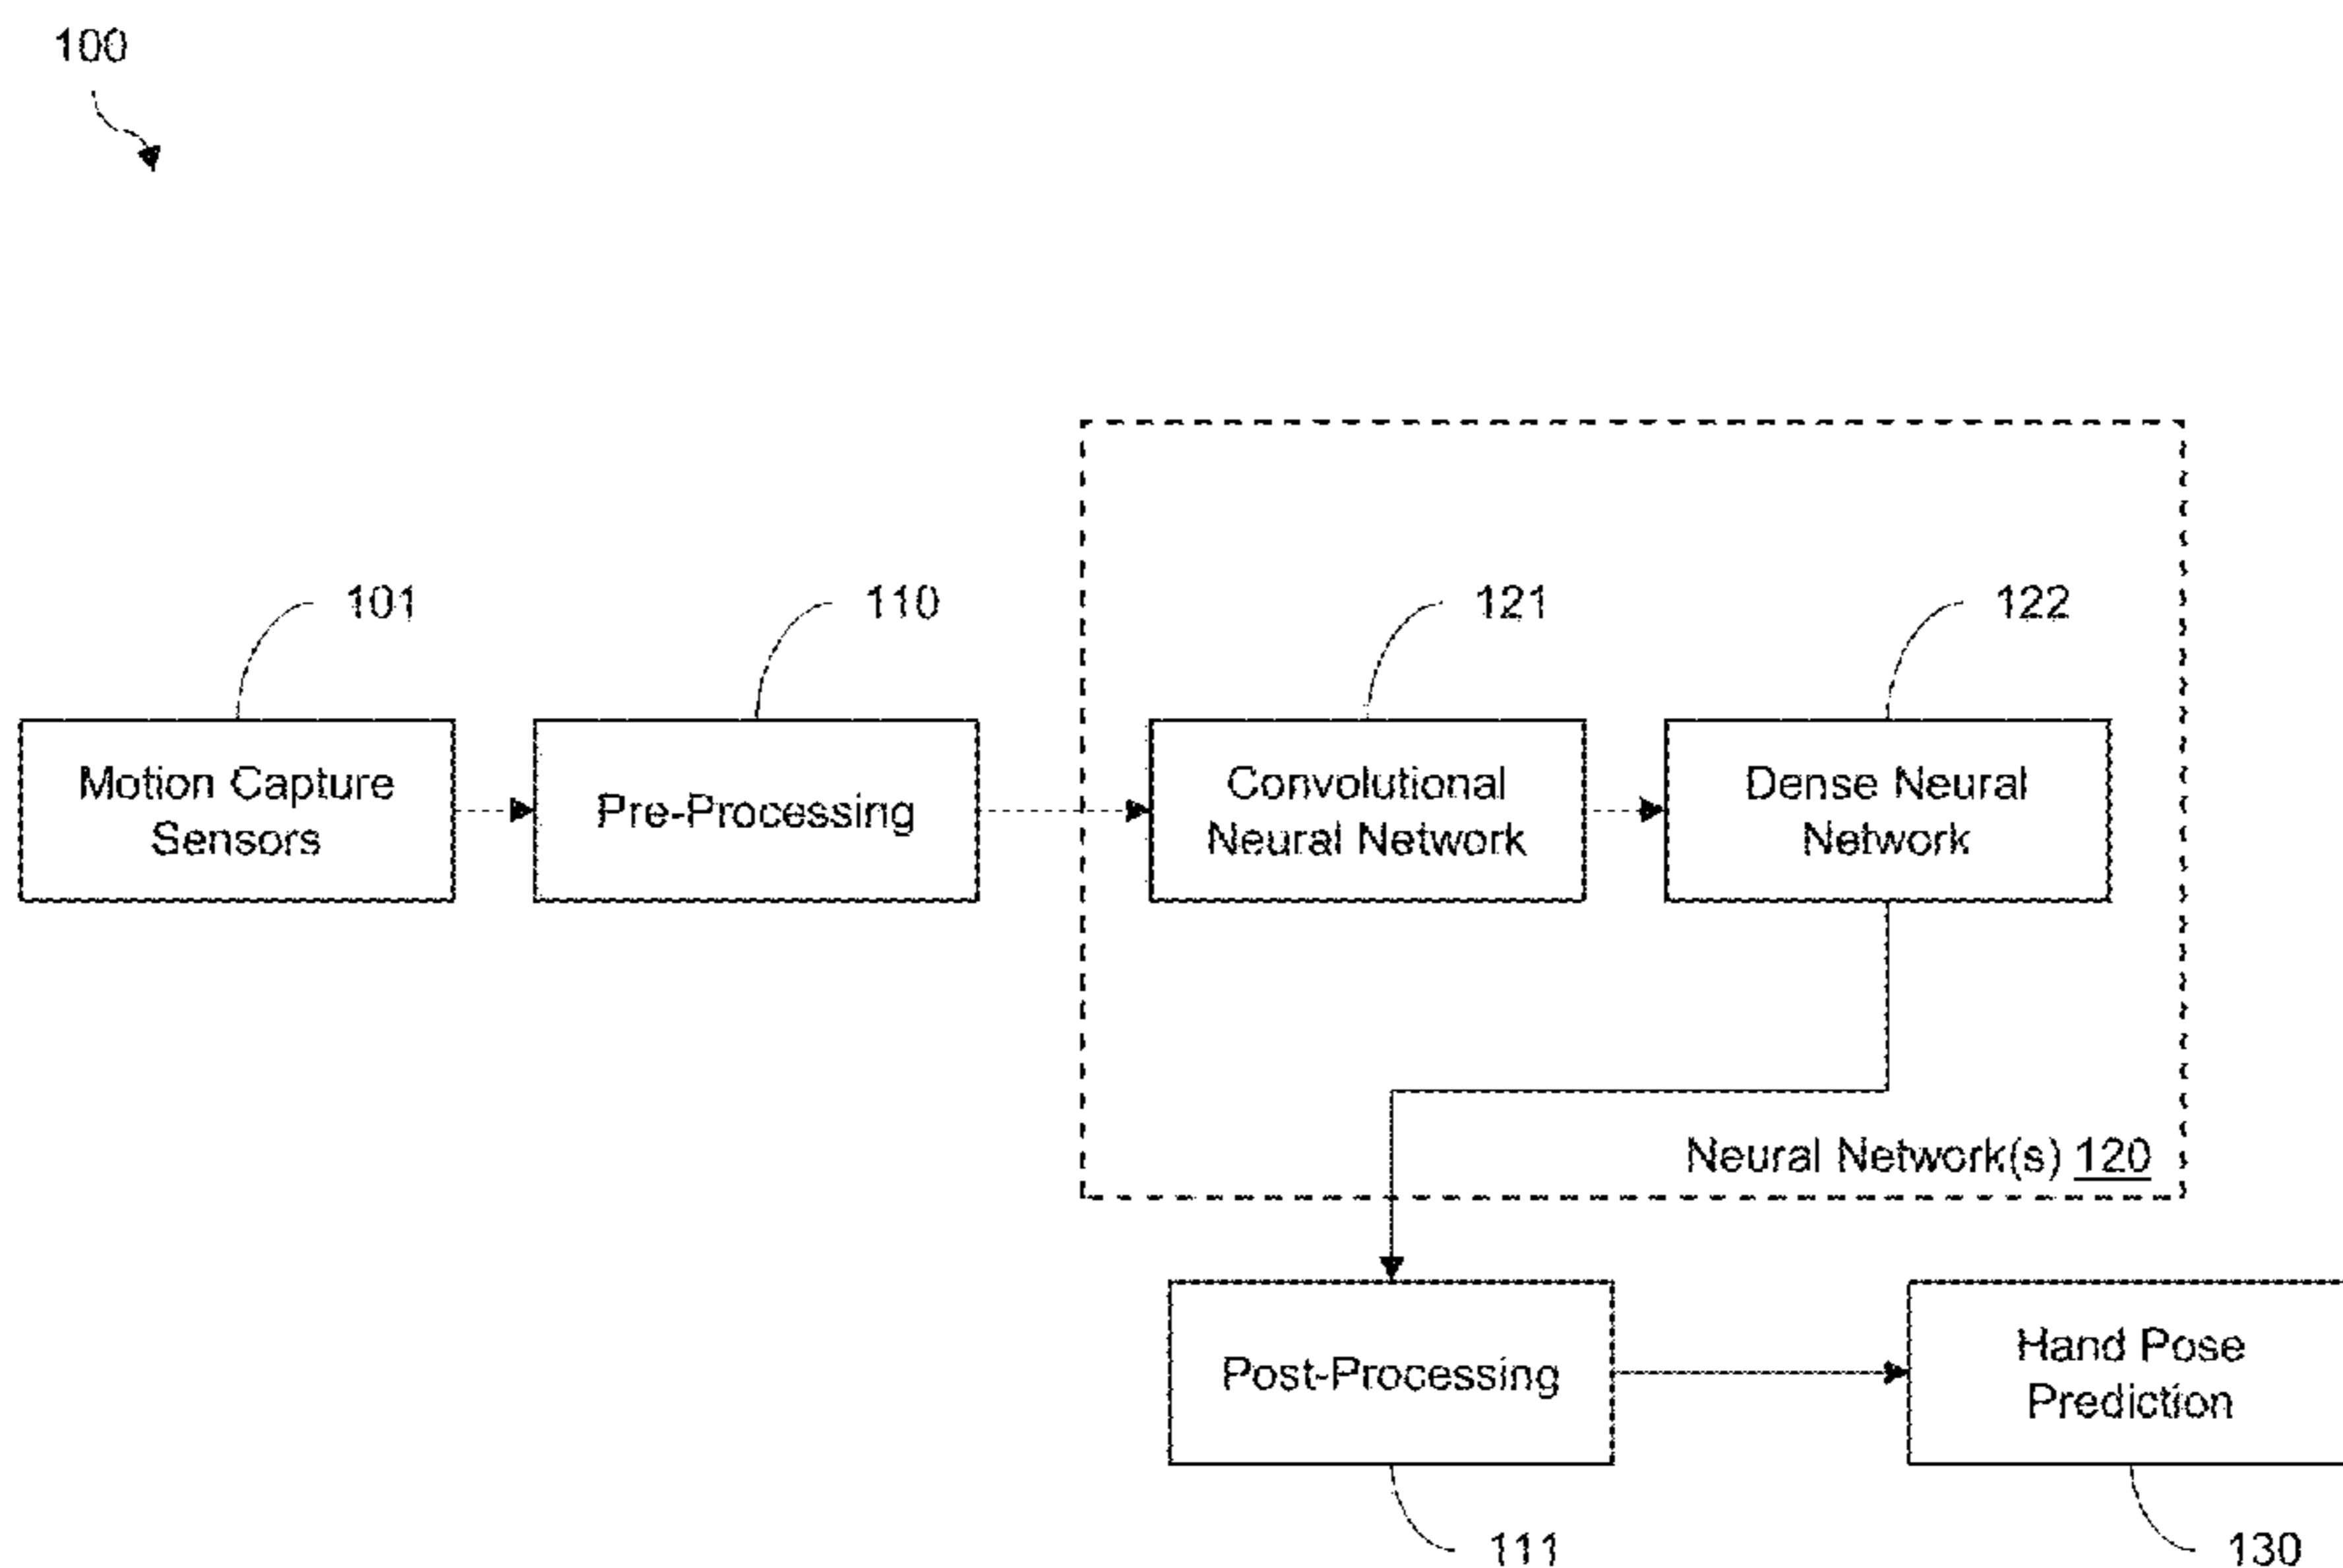 100
101
110
121
122
Motion Capture
Sensors
Pre-Processing
Convolutional
Neural Network
Dense Neural
Network
Neural Network(s) 120
Post-Processing
Hand Pose
Prediction
111
130